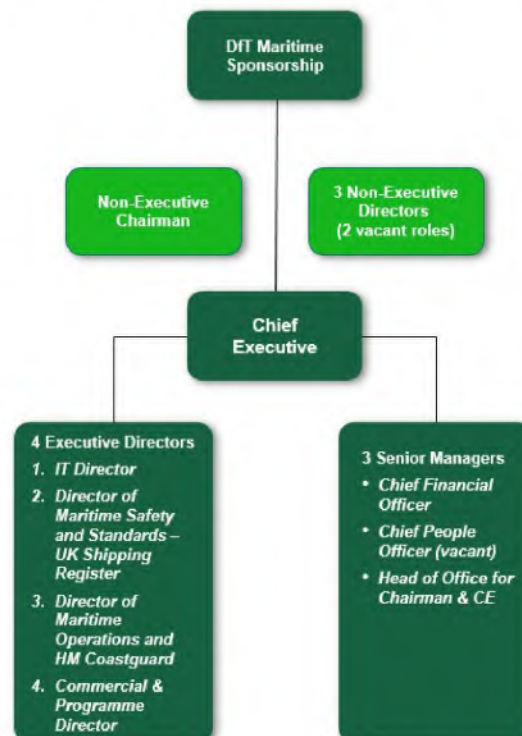 DfT Maritime
Sponsorship
Non-Executive
Chairman
3 Non-Executive
Directors
(2 vacant roles)
Chief
Executive
4 Executive Directors
1. IT Director
2. Director of
Maritime Safety
and Standards –
UK Shipping
Register
3. Director of
Maritime
Operations and
HM Coastguard
4. Commercial &
Programme
Director
3 Senior Managers
• Chief Financial
Officer
• Chief People
Officer (vacant)
• Head of Office for
Chairman & CE